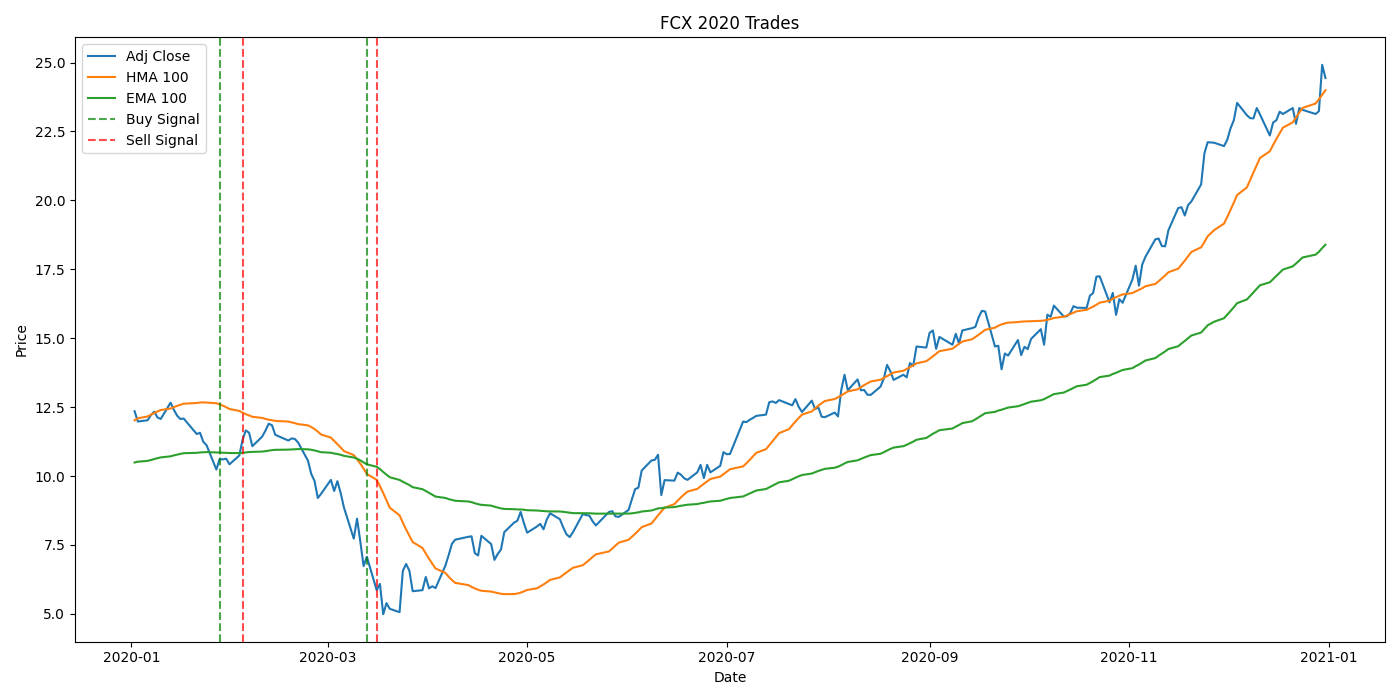 FCX 2020 Trades
Adj Close
HMA 100
EMA 100
Buy Signal
Sell Signal
25.0
22.5
20.0
17.5
15.0
12.5
10.0
7.5
5.0
Price
2020-01 2020-03 2020-05 2020-07 2020-09 2020-11 2021-01
Date